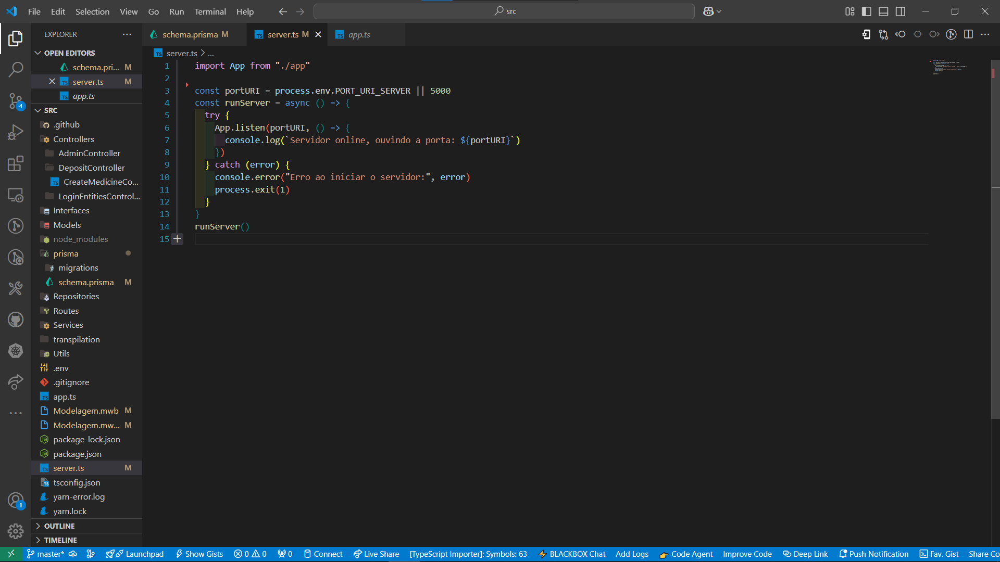 File Edit Selection View Go Run Terminal Help
src
EXPLORER
schema.prisma M
server.ts M
app.ts
OPEN EDITORS
schema.pri... M
server.ts M
app.ts
SRC
.github
Controllers
AdminController
DepositController
CreateMedicineCo...
LoginEntitiesControl...
Interfaces
Models
node_modules
prisma
migrations
schema.prisma M
Repositories
Routes
Services
transpilation
Utils
.env
.gitignore
app.ts
Modelagem.mwb M
Modelagem.mw... M
package-lock.json
package.json
server.ts M
tsconfig.json
yarn-error.log
yarn.lock
OUTLINE
TIMELINE
4
1
server.ts > ...
1 import App from "./app"
2
3 const portURI = process.env.PORT_URI_SERVER || 5000
4 const runServer = async () => {
5 try {
6 App.listen(portURI, () => {
7 console.log(`Servidor online, ouvindo a porta: ${portURI}`)
8 })
9 } catch (error) {
10 console.error("Erro ao iniciar o servidor:", error)
11 process.exit(1)
12 }
13 }
14 runServer()
15
master* Launchpad Show Gists 0 0 0 Connect Live Share [TypeScript Importer]: Symbols: 63 BLACKBOX Chat Add Logs Code Agent Improve Code Deep Link Push Notification Fav. Gist Share Co